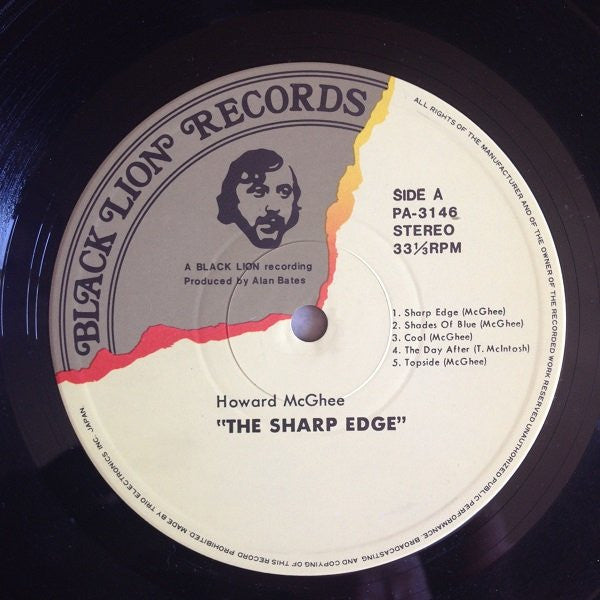 BLACK LION RECORDS
A BLACK LION recording
Produced by Alan Bates
SIDE A
PA-3146
STEREO
33⅓RPM
1. Sharp Edge (McGhee)
2. Shades Of Blue (McGhee)
3. Cool (McGhee)
4. The Day After (T. McIntosh)
5. Topside (McGhee)
Howard McGhee
"THE SHARP EDGE"
ALL RIGHTS OF THE MANUFACTURER AND OF THE OWNER OF THE RECORDED WORK RESERVED UNAUTHORIZED PUBLIC PERFORMANCE, BROADCASTING AND COPYING OF THIS RECORD PROHIBITED MADE BY TRIO ELECTRONICS INC. JAPAN